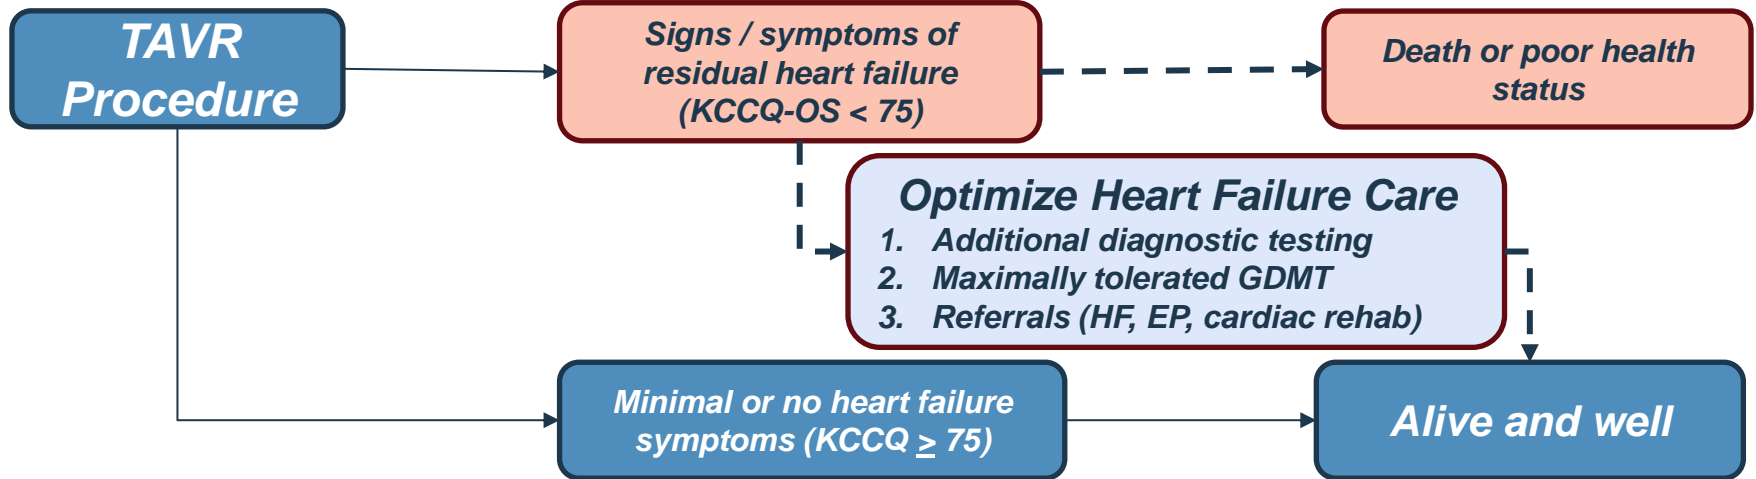 TAVR
Procedure
Signs / symptoms of
residual heart failure
(KCCQ-OS < 75)
Death or poor health
status
Optimize Heart Failure Care
1. Additional diagnostic testing
2. Maximally tolerated GDMT
3. Referrals (HF, EP, cardiac rehab)
Minimal or no heart failure
symptoms (KCCQ ≥ 75)
Alive and well